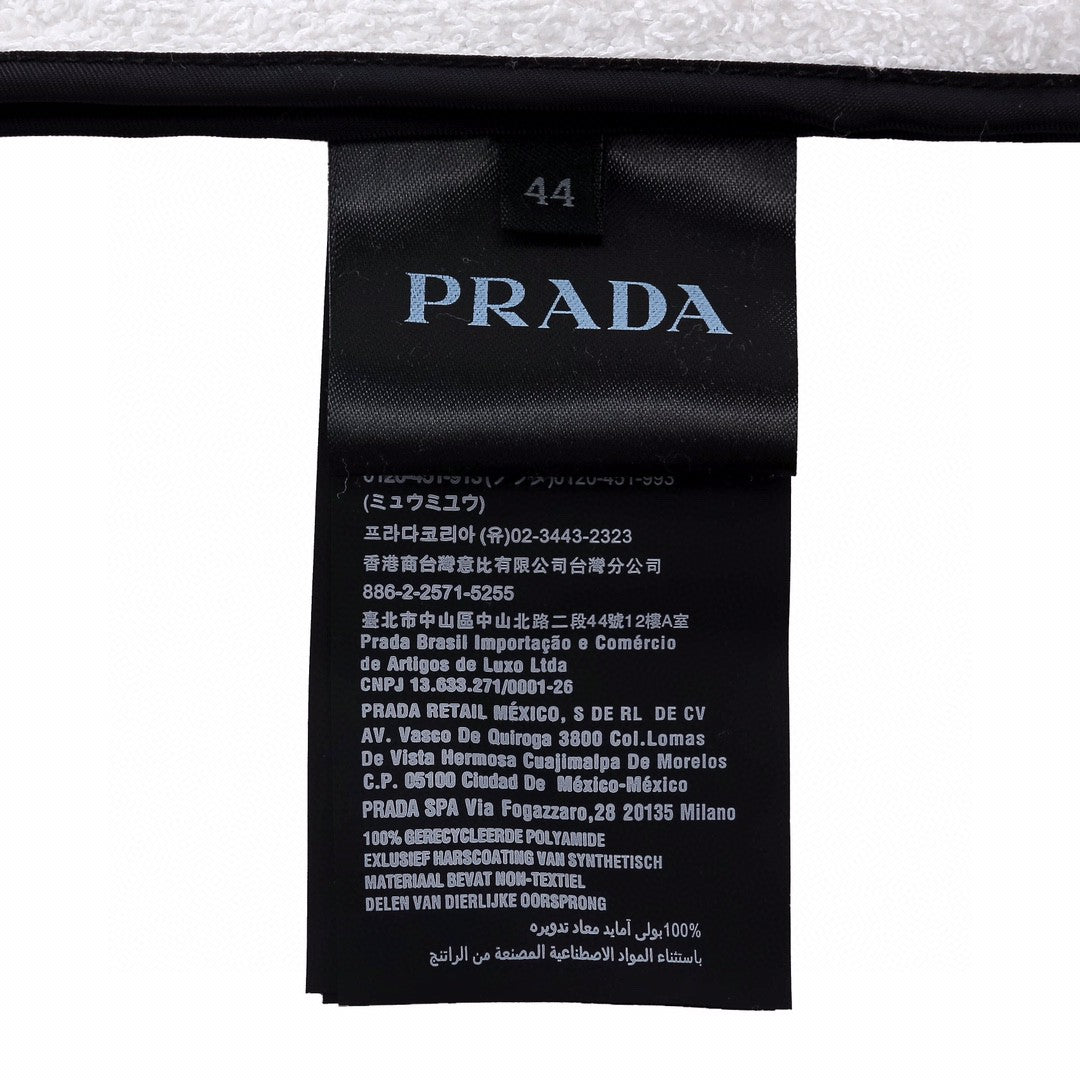 44
PRADA
(ミュウミユウ)
프라다코리아 (유)02-3443-2323
香港商台灣意比有限公司台灣分公司
886-2-2571-5255
臺北市中山區中山北路二段44號12樓A室
Prada Brasil Importação e Comércio
de Artigos de Luxo Ltda
CNPJ 13.633.271/0001-26
PRADA RETAIL MÉXICO, S DE RL DE CV
AV. Vasco De Quiroga 3800 Col.Lomas
De Vista Hermosa Cuajimalpa De Morelos
C.P. 05100 Ciudad De México-México
PRADA SPA Via Fogazzaro,28 20135 Milano
100% GERECYCLEERDE POLYAMIDE
EXLUSIEF HARSCOATING VAN SYNTHETISCH
MATERIAAL BEVAT NON-TEXTIEL
DELEN VAN DIERLIJKE OORSPRONG
100%بولى آمايد معاد تدويره
باستثناء المواد الاصطناعية المصنعة من الراتنج